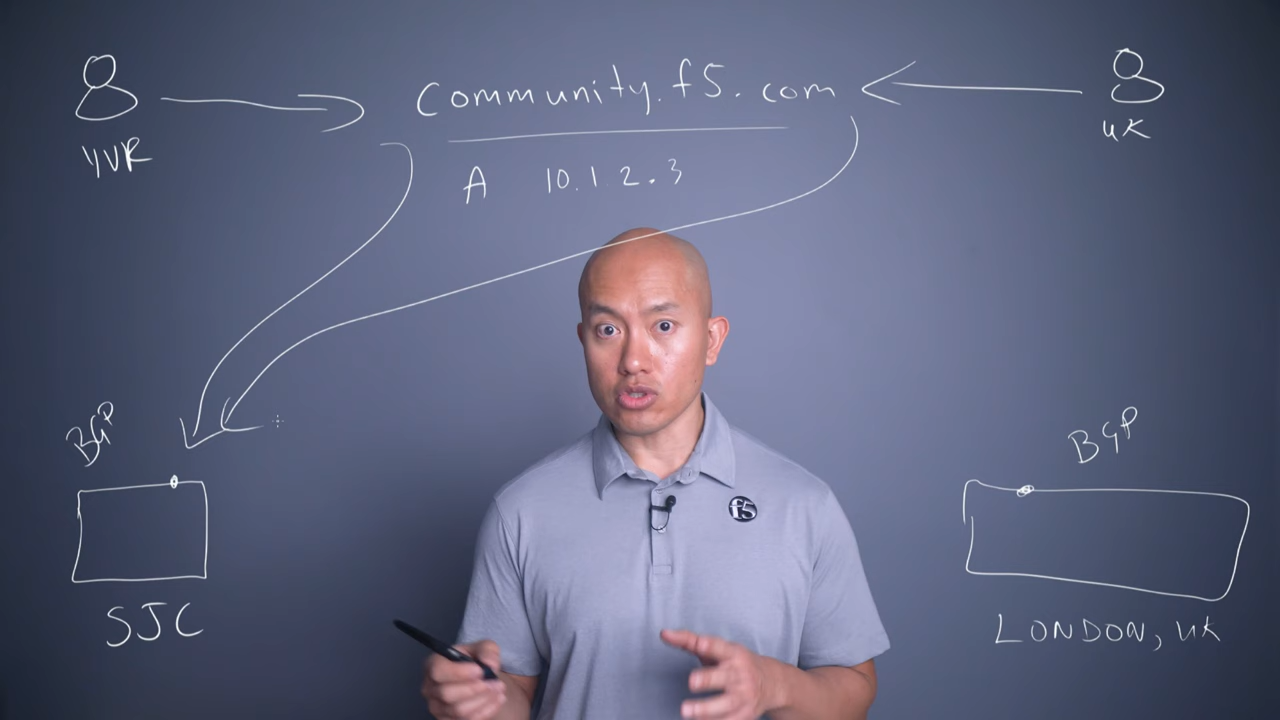 community.f5.com
YVR
UK
A 10.1.2.3
BGP
BGP
f5
SJC
LONDON, UK